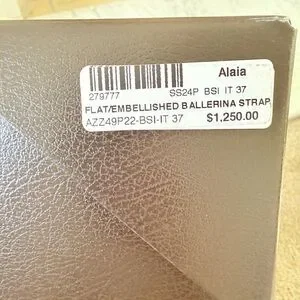 Alaia
279777 SS24P BSI IT 37
FLAT/EMBELLISHED BALLERINA STRAP
AZZ49P22-BSI-IT 37 $1,250.00